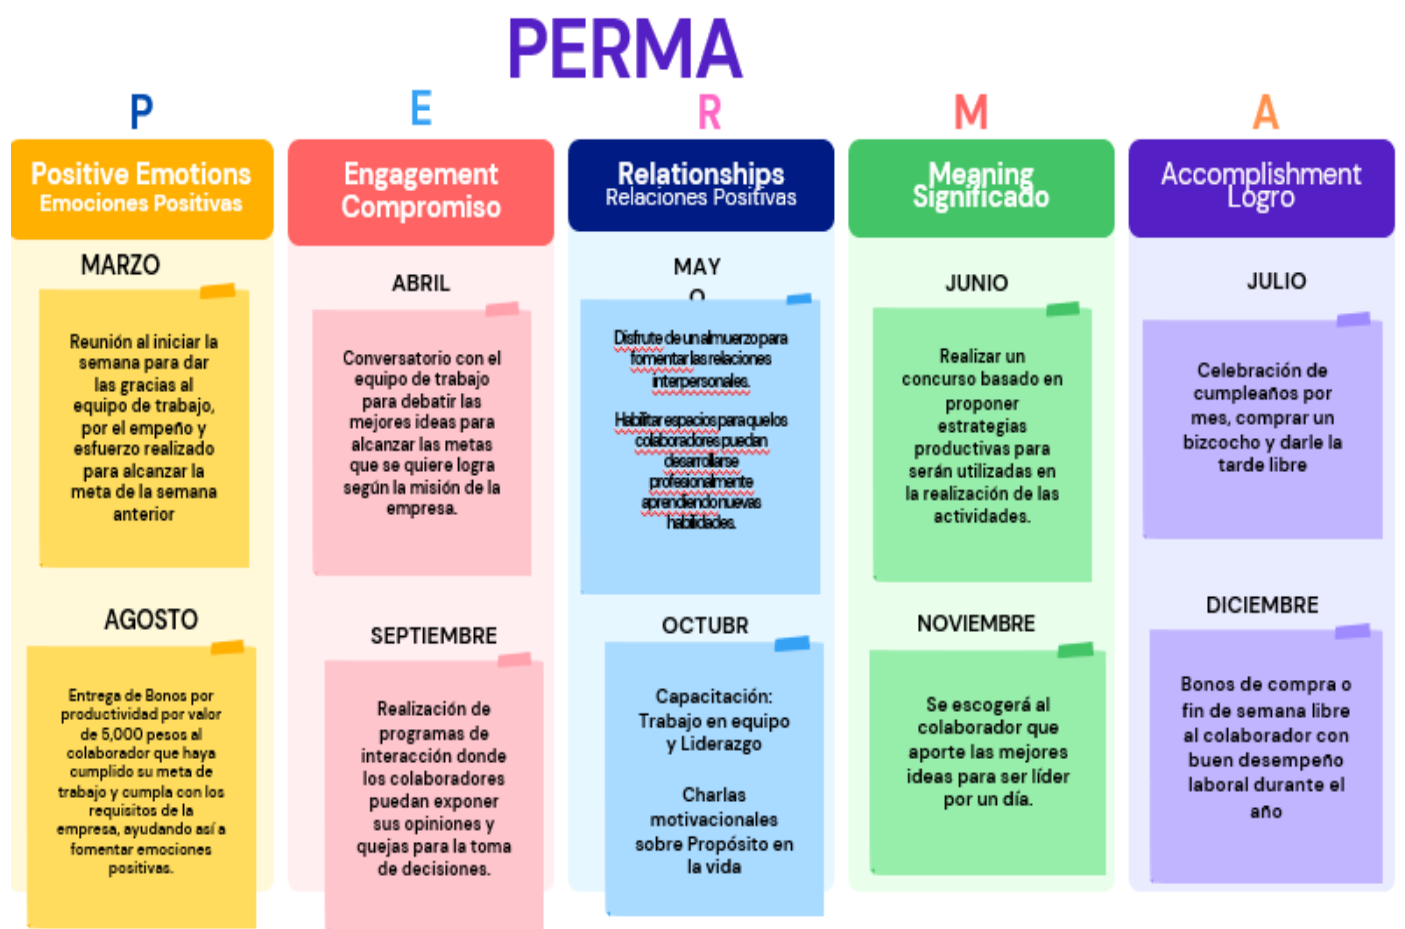 PERMA
P
E
R
M
A
Positive Emotions
Emociones Positivas
MARZO
Reunión al iniciar la
semana para dar
las gracias al
equipo de trabajo,
por el empeño y
esfuerzo realizado
para alcanzar la
meta de la semana
anterior
AGOSTO
Entrega de Bonos por
productividad por valor
de 5,000 pesos al
colaborador que haya
cumplido su meta de
trabajo y cumpla con los
requisitos de la
empresa, ayudando así a
fomentar emociones
positivas.
Engagement
Compromiso
ABRIL
Conversatorio con el
equipo de trabajo
para debatir las
mejores ideas para
alcanzar las metas
que se quiere logra
según la misión de la
empresa.
SEPTIEMBRE
Realización de
programas de
interacción donde
los colaboradores
puedan exponer
sus opiniones y
quejas para la toma
de decisiones.
Relationships
Relaciones Positivas
MAY
O
Disfrute de un almuerzo para
fomentar las relaciones
interpersonales.
Habilitar espacios para que los
colaboradores puedan
desarrollarse
profesionalmente
aprendiendo nuevas
habilidades.
OCTUBR
Capacitación:
Trabajo en equipo
y Liderazgo
Charlas
motivacionales
sobre Propósito en
la vida
Meaning
Significado
JUNIO
Realizar un
concurso basado en
proponer
estrategias
productivas para
serán utilizadas en
la realización de las
actividades.
NOVIEMBRE
Se escogerá al
colaborador que
aporte las mejores
ideas para ser líder
por un día.
Accomplishment
Logro
JULIO
Celebración de
cumpleaños por
mes, comprar un
bizcocho y darle la
tarde libre
DICIEMBRE
Bonos de compra o
fin de semana libre
al colaborador con
buen desempeño
laboral durante el
año